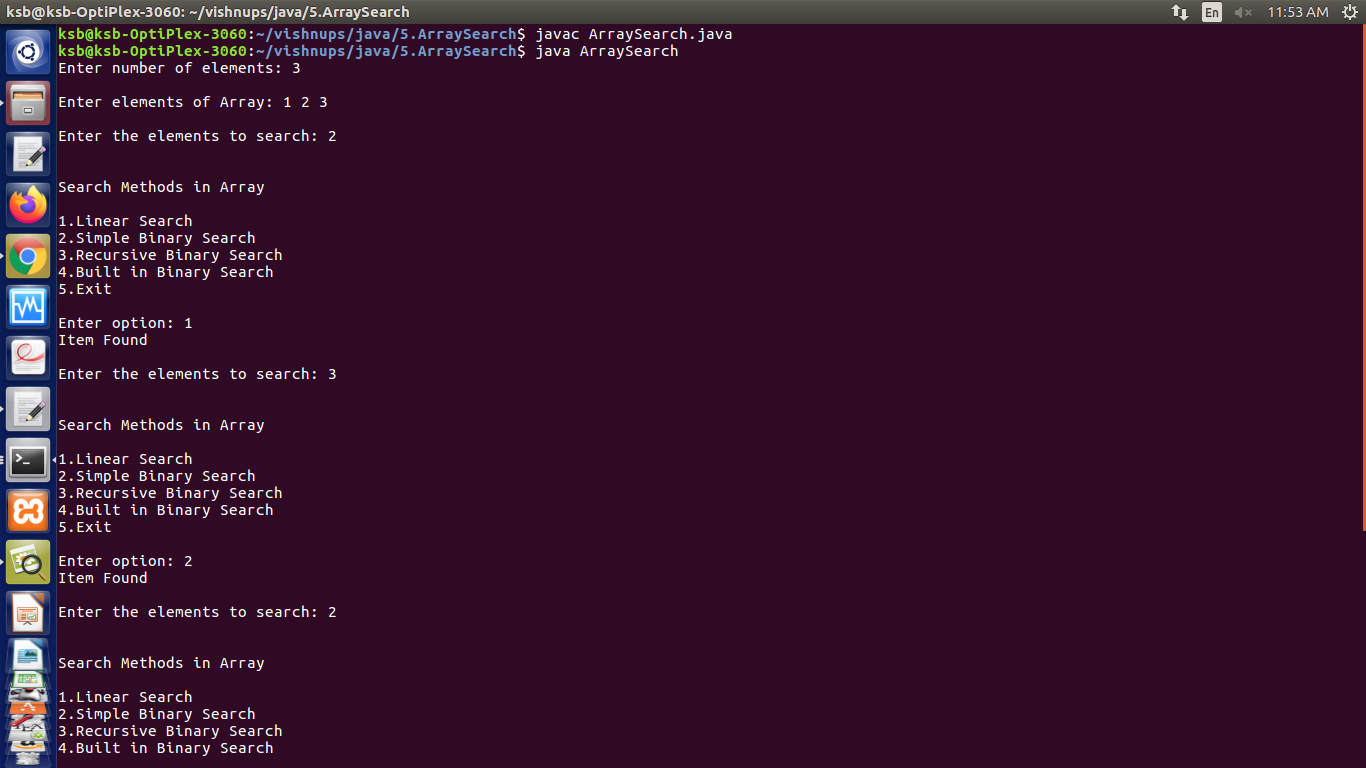 ksb@ksb-OptiPlex-3060: ~/vishnups/java/5.ArraySearch
En
11:53 AM
ksb@ksb-OptiPlex-3060:~/vishnups/java/5.ArraySearch$ javac ArraySearch.java
ksb@ksb-OptiPlex-3060:~/vishnups/java/5.ArraySearch$ java ArraySearch
Enter number of elements: 3
Enter elements of Array: 1 2 3
Enter the elements to search: 2
Search Methods in Array
1.Linear Search
2.Simple Binary Search
3.Recursive Binary Search
4.Built in Binary Search
5.Exit
Enter option: 1
Item Found
Enter the elements to search: 3
Search Methods in Array
1.Linear Search
2.Simple Binary Search
3.Recursive Binary Search
4.Built in Binary Search
5.Exit
Enter option: 2
Item Found
Enter the elements to search: 2
Search Methods in Array
1.Linear Search
2.Simple Binary Search
3.Recursive Binary Search
4.Built in Binary Search